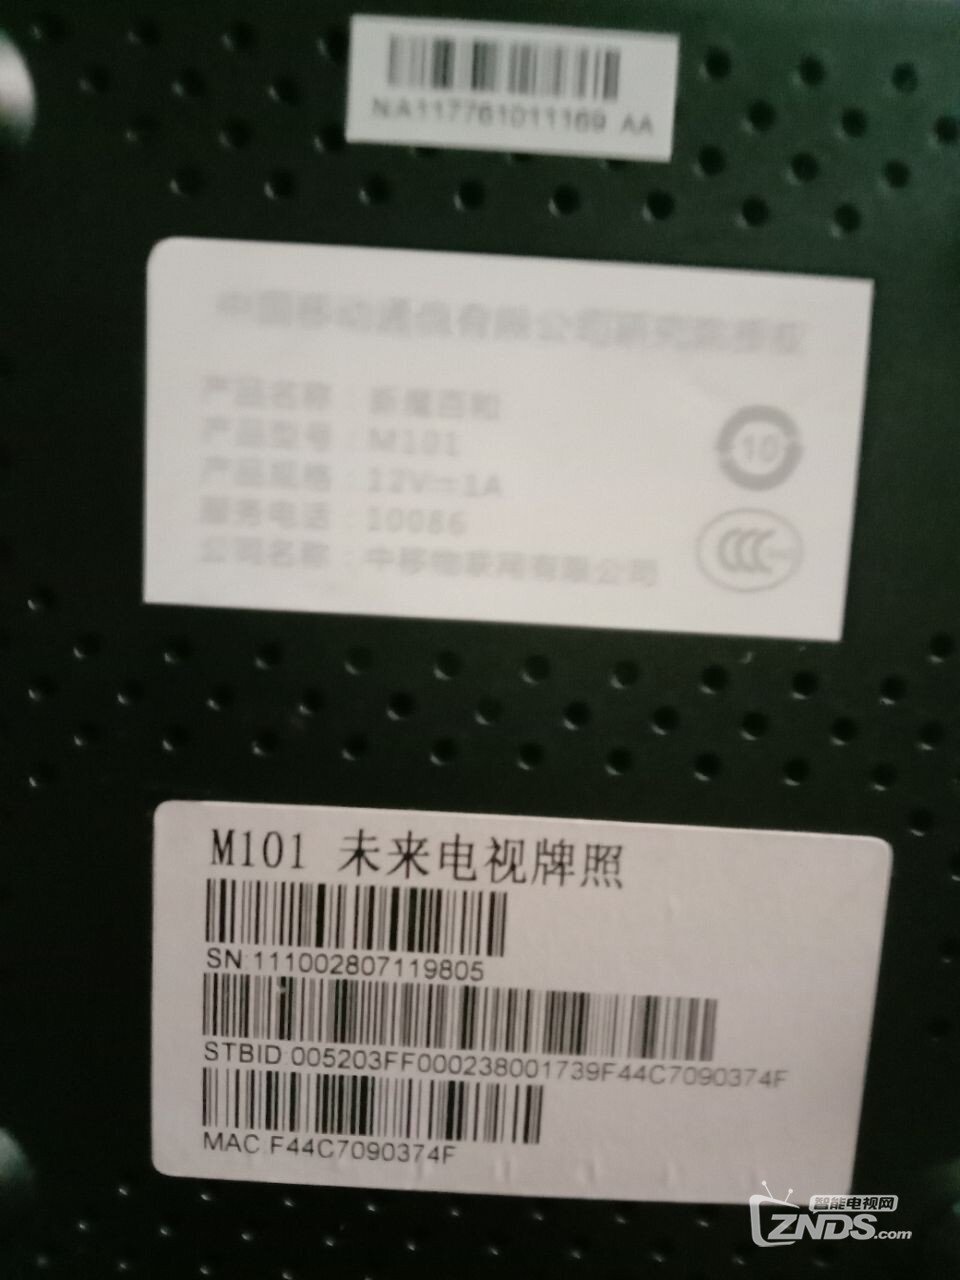 NA117761011169 AA
中国移动通信有限公司研究院授权
产品名称：新魔百和
产品型号：M101
10
产品规格：12V⎓1A
服务电话：10086
公司名称：中移物联网有限公司
M101 未来电视牌照
SN:111002807119805
STBID:005203FF000238001739F44C7090374F
MAC:F44C7090374F
智能电视网
ZNDS.com